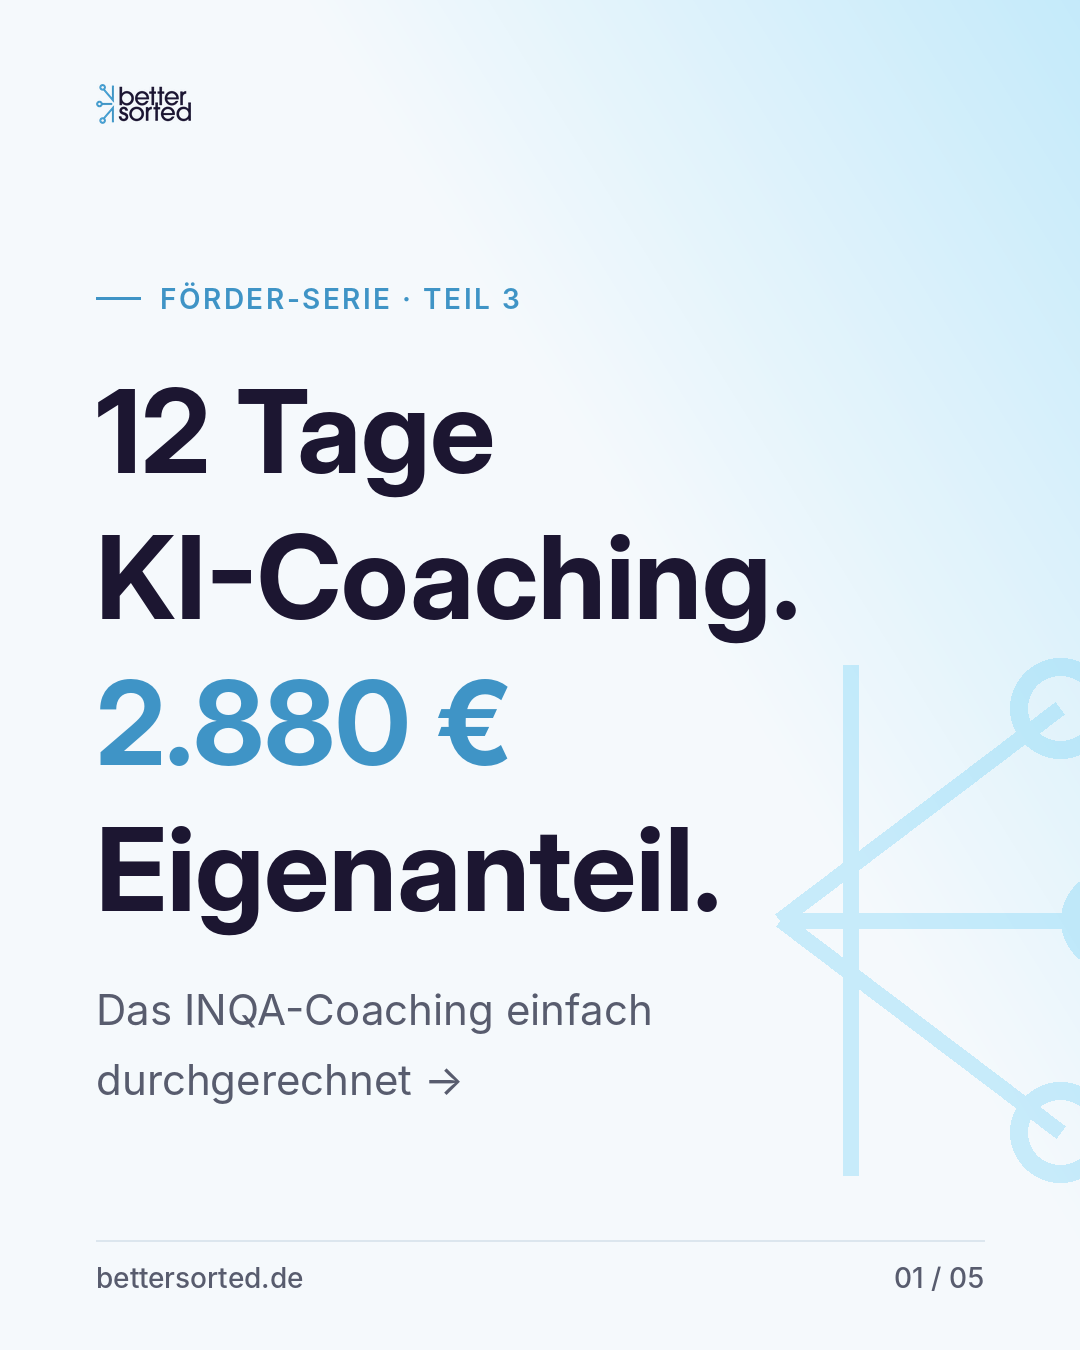 better
sorted
FÖRDER-SERIE · TEIL 3
12 Tage
KI-Coaching.
2.880 €
Eigenanteil.
Das INQA-Coaching einfach
durchgerechnet →
bettersorted.de
01 / 05